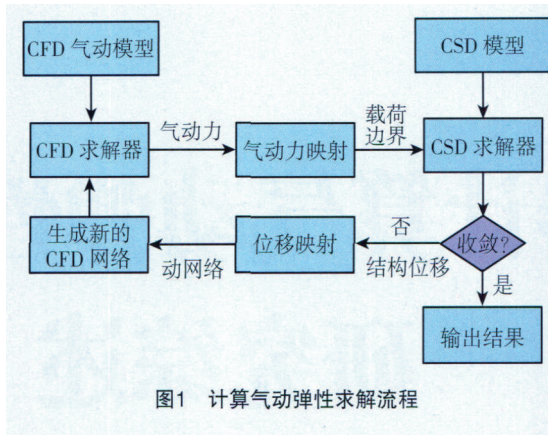 CFD 气动模型
CSD 模型
CFD 求解器
气动力
气动力映射
载荷
边界
CSD 求解器
生成新的
CFD 网络
动网络
位移映射
否
结构位移
收敛?
是
输出结果
图1 计算气动弹性求解流程